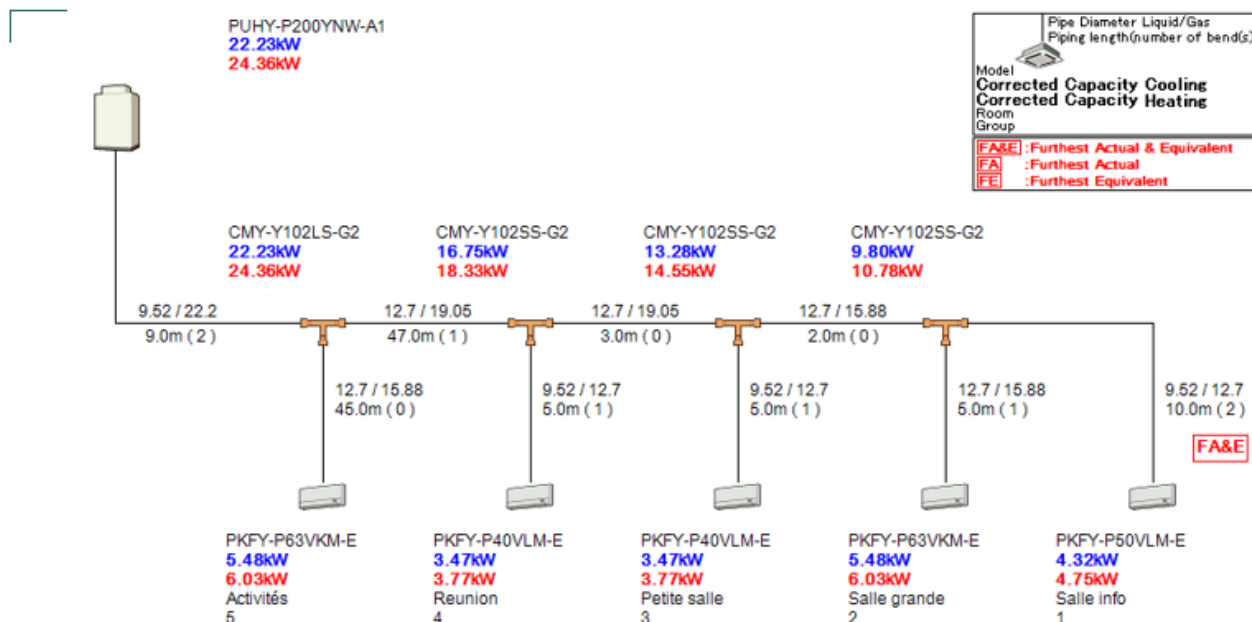 PUHY-P200YNW-A1
22.23kW
24.36kW
Pipe Diameter Liquid/Gas
Piping length(number of bend(s)
Model
Corrected Capacity Cooling
Corrected Capacity Heating
Room
Group
FA&E :Furthest Actual & Equivalent
FA :Furthest Actual
FE :Furthest Equivalent
CMY-Y102LS-G2
22.23kW
24.36kW
CMY-Y102SS-G2
16.75kW
18.33kW
CMY-Y102SS-G2
13.28kW
14.55kW
CMY-Y102SS-G2
9.80kW
10.78kW
9.52 / 22.2
9.0m ( 2 )
12.7 / 19.05
47.0m ( 1 )
12.7 / 19.05
3.0m ( 0 )
12.7 / 15.88
2.0m ( 0 )
12.7 / 15.88
45.0m ( 0 )
9.52 / 12.7
5.0m ( 1 )
9.52 / 12.7
5.0m ( 1 )
12.7 / 15.88
5.0m ( 1 )
9.52 / 12.7
10.0m ( 2 )
FA&E
PKFY-P63VKM-E
5.48kW
6.03kW
Activités
5
PKFY-P40VLM-E
3.47kW
3.77kW
Reunion
4
PKFY-P40VLM-E
3.47kW
3.77kW
Petite salle
3
PKFY-P63VKM-E
5.48kW
6.03kW
Salle grande
2
PKFY-P50VLM-E
4.32kW
4.75kW
Salle info
1